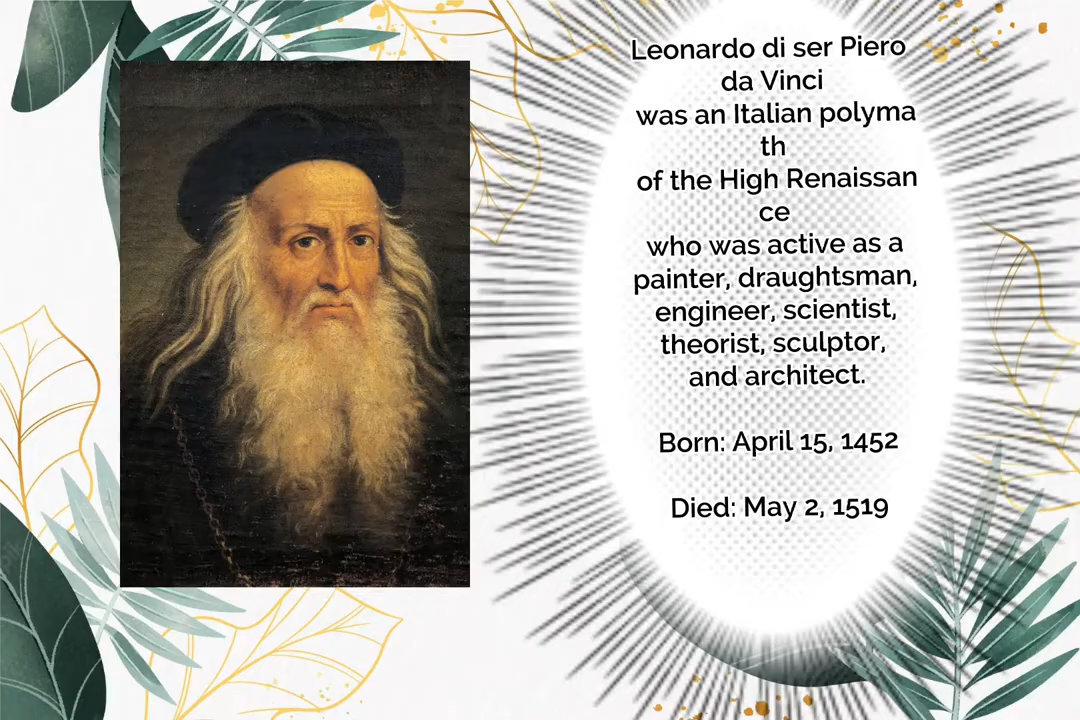 Leonardo di ser Piero
da Vinci
was an Italian polyma
th
of the High Renaissan
ce
who was active as a
painter, draughtsman,
engineer, scientist,
theorist, sculptor,
and architect.
Born: April 15, 1452
Died: May 2, 1519